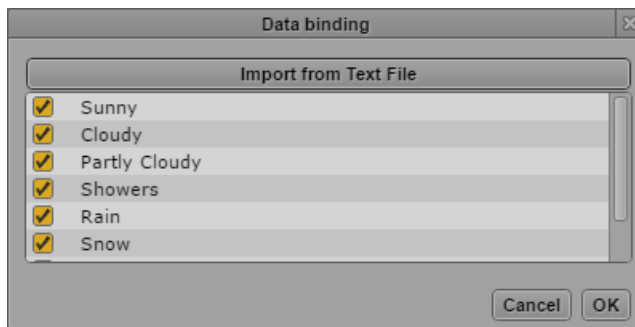 Data binding
Import from Text File
Sunny
Cloudy
Partly Cloudy
Showers
Rain
Snow
Cancel
OK